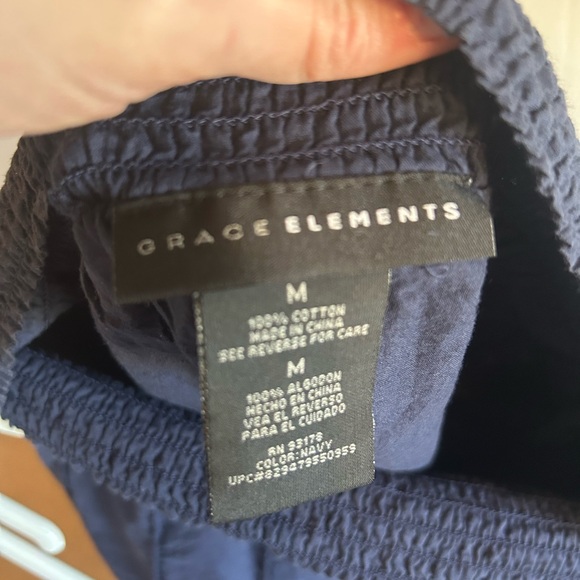 GRACE ELEMENTS
M
100% COTTON
MADE IN CHINA
SEE REVERSE FOR CARE
M
100% ALGODON
HECHO EN CHINA
VEA EL REVERSO
PARA EL CUIDADO
RN 93178
COLOR:NAVY
UPC#829479550959